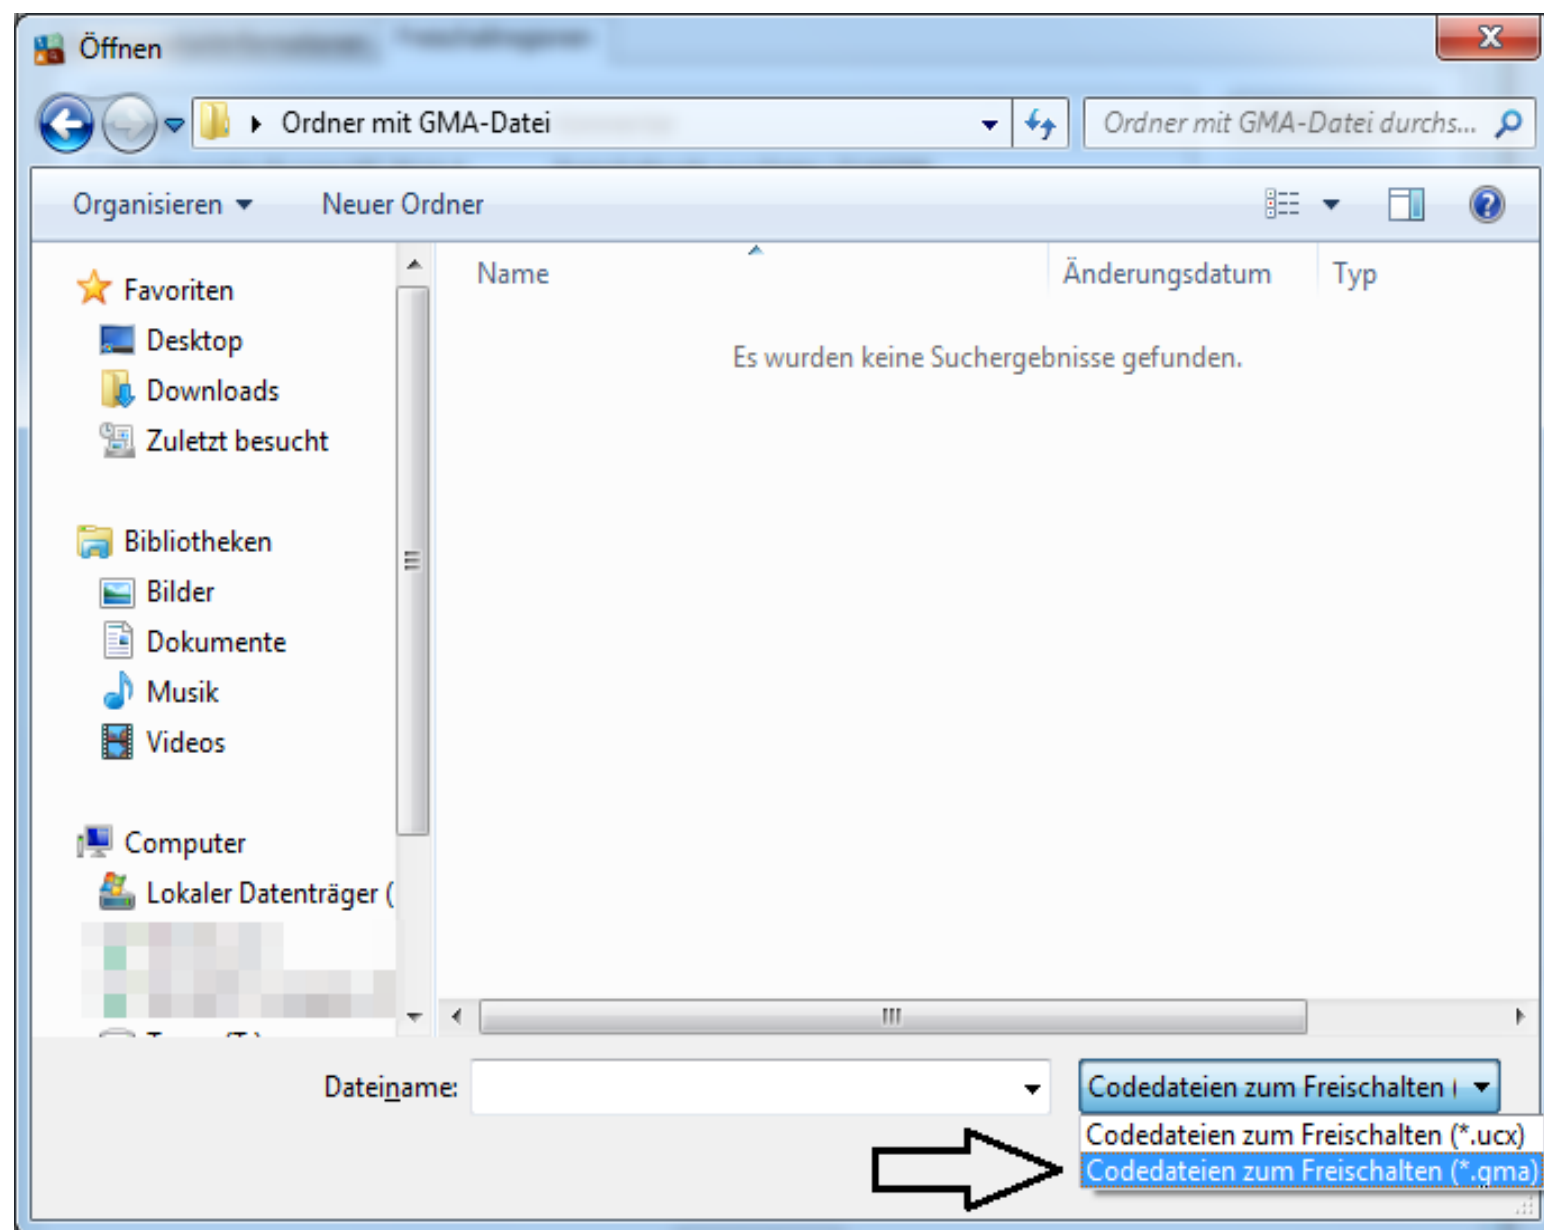 Öffnen
Ordner mit GMA-Datei
Ordner mit GMA-Datei durchs...
Organisieren
Neuer Ordner
Name
Änderungsdatum
Typ
Es wurden keine Suchergebnisse gefunden.
Favoriten
Desktop
Downloads
Zuletzt besucht
Bibliotheken
Bilder
Dokumente
Musik
Videos
Computer
Lokaler Datenträger (
Dateiname:
Codedateien zum Freischalten (
Codedateien zum Freischalten (*.ucx)
Codedateien zum Freischalten (*.gma)